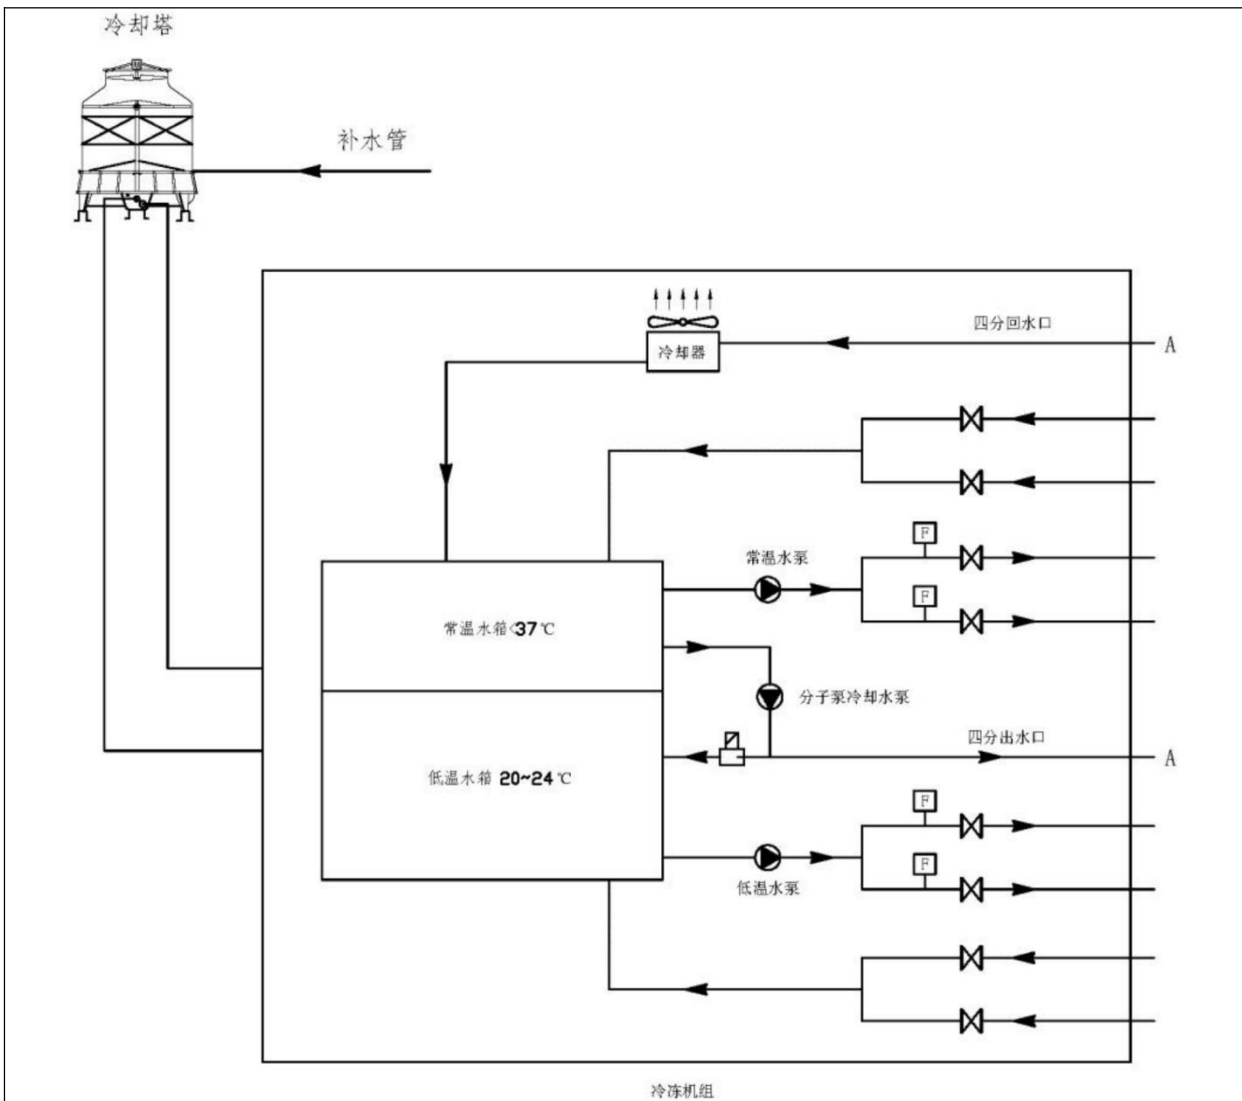 冷却塔
补水管
四分回水口
冷却器
A
F
常温水泵
F
常温水箱<37℃
分子泵冷却水泵
四分出水口
A
低温水箱 20~24℃
F
F
低温水泵
冷冻机组